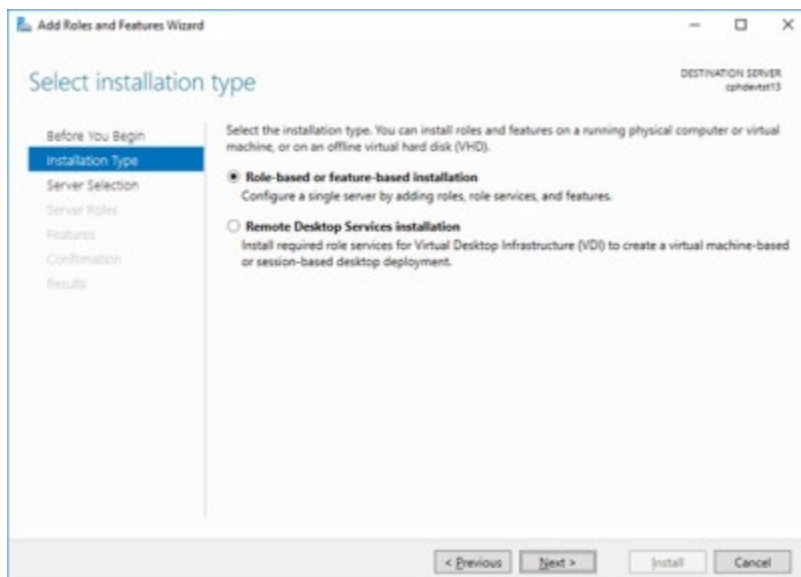 Add Roles and Features Wizard
Select installation type
DESTINATION SERVER
cphdevtst13
Before You Begin
Installation Type
Server Selection
Server Roles
Features
Confirmation
Results
Select the installation type. You can install roles and features on a running physical computer or virtual
machine, or on an offline virtual hard disk (VHD).
Role-based or feature-based installation
Configure a single server by adding roles, role services, and features.
Remote Desktop Services installation
Install required role services for Virtual Desktop Infrastructure (VDI) to create a virtual machine-based
or session-based desktop deployment.
< Previous
Next >
Install
Cancel